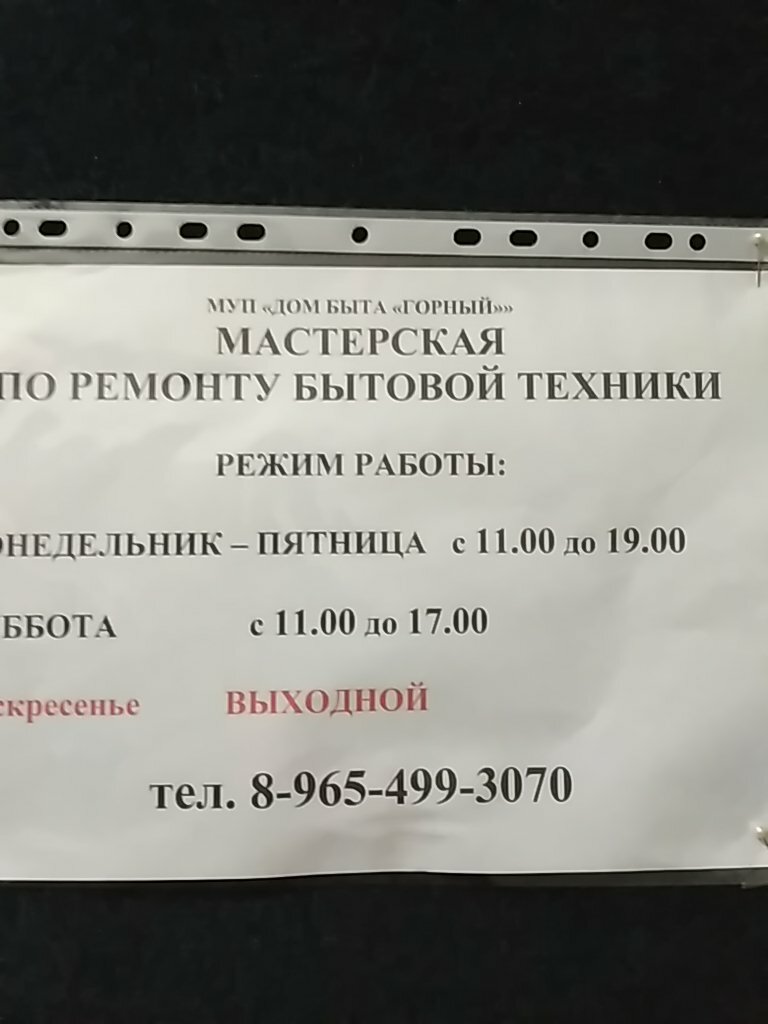 МУП «ДОМ БЫТА «ГОРНЫЙ»»
МАСТЕРСКАЯ
ПО РЕМОНТУ БЫТОВОЙ ТЕХНИКИ
РЕЖИМ РАБОТЫ:
ОНЕДЕЛЬНИК – ПЯТНИЦА с 11.00 до 19.00
ББОТА с 11.00 до 17.00
скресенье ВЫХОДНОЙ
тел. 8-965-499-3070